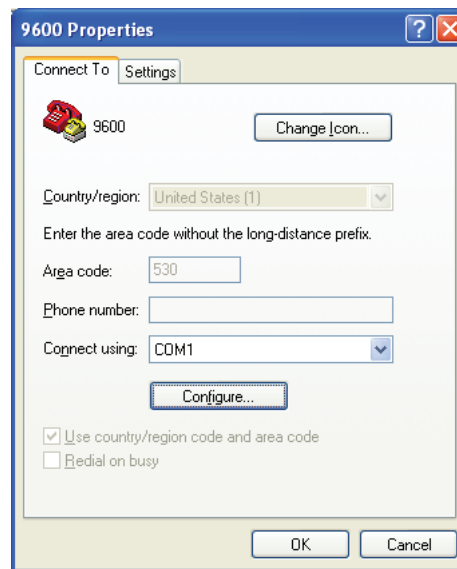 9600 Properties
Connect To Settings
9600 Change Icon...
Country/region: United States (1)
Enter the area code without the long-distance prefix.
Area code: 530
Phone number:
Connect using: COM1
Configure...
Use country/region code and area code
Redial on busy
OK Cancel